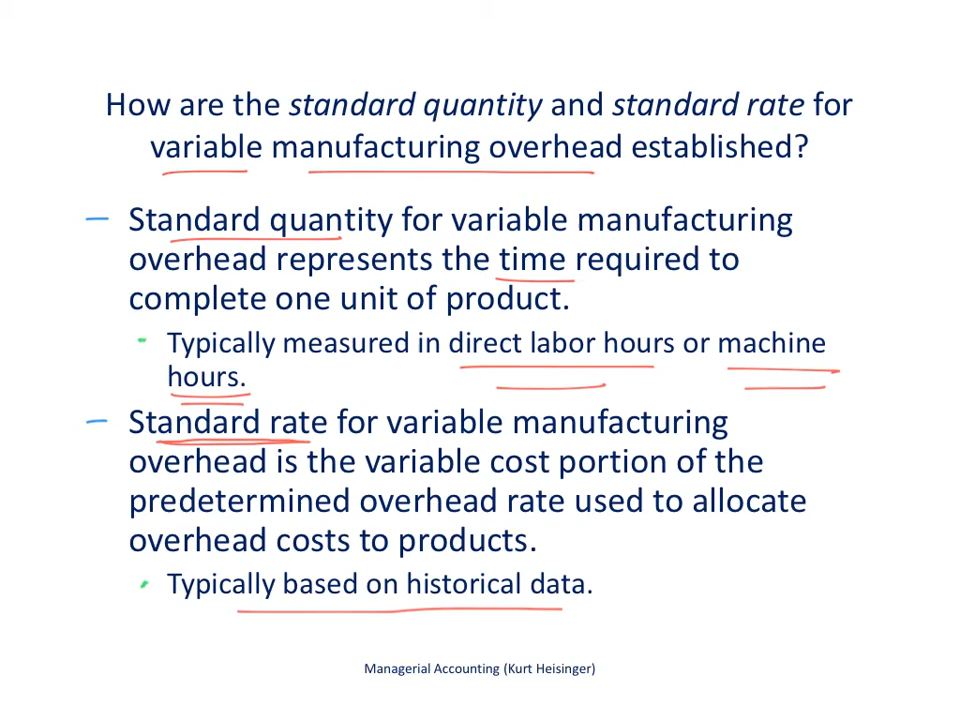 How are the standard quantity and standard rate for
variable manufacturing overhead established?
Standard quantity for variable manufacturing
overhead represents the time required to
complete one unit of product.
Typically measured in direct labor hours or machine
hours.
Standard rate for variable manufacturing
overhead is the variable cost portion of the
predetermined overhead rate used to allocate
overhead costs to products.
Typically based on historical data.
Managerial Accounting (Kurt Heisinger)